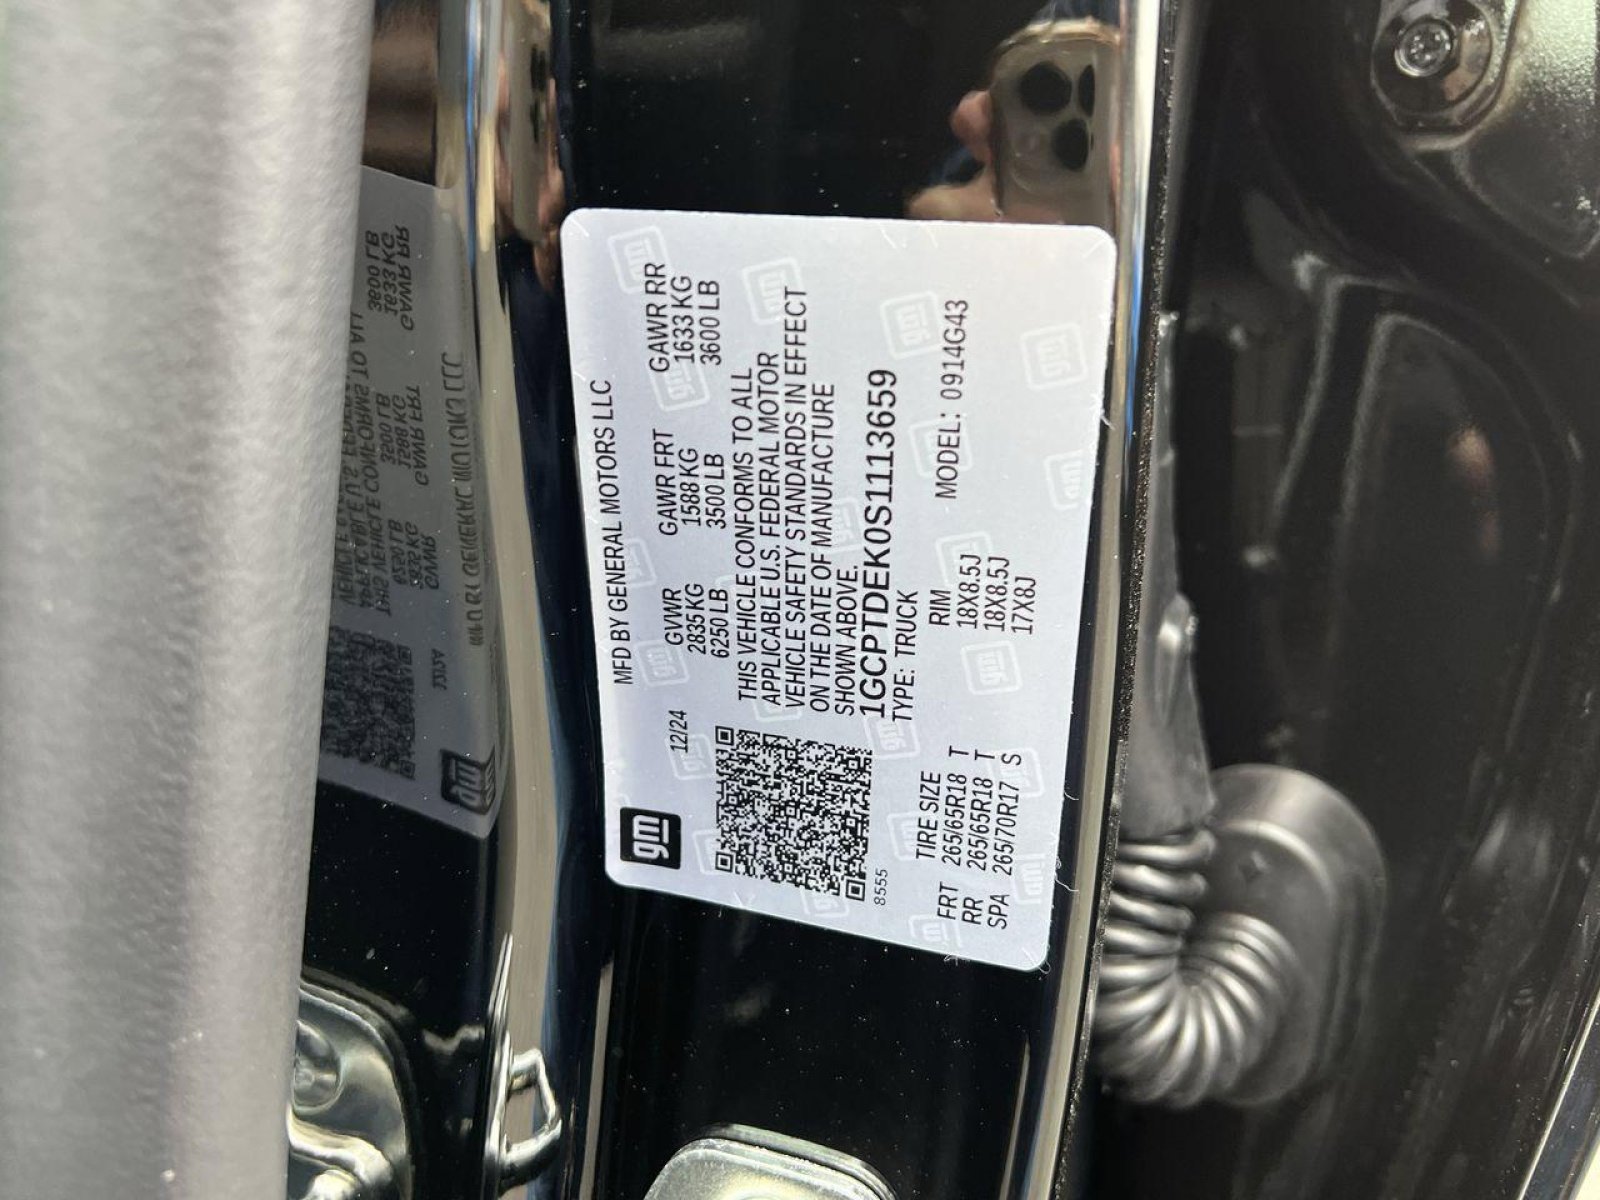 gm
MFD BY GENERAL MOTORS LLC
12/24 GVWR GAWR FRT GAWR RR
2835 KG 1588 KG 1633 KG
6250 LB 3500 LB 3600 LB
THIS VEHICLE CONFORMS TO ALL
APPLICABLE U.S. FEDERAL MOTOR
VEHICLE SAFETY STANDARDS IN EFFECT
ON THE DATE OF MANUFACTURE
SHOWN ABOVE.
1GCPTDEK0S1113659
8555 TYPE: TRUCK
TIRE SIZE RIM MODEL: 0914G43
FRT 265/65R18 T 18X8.5J
RR 265/65R18 T 18X8.5J
SPA 265/70R17 S 17X8J